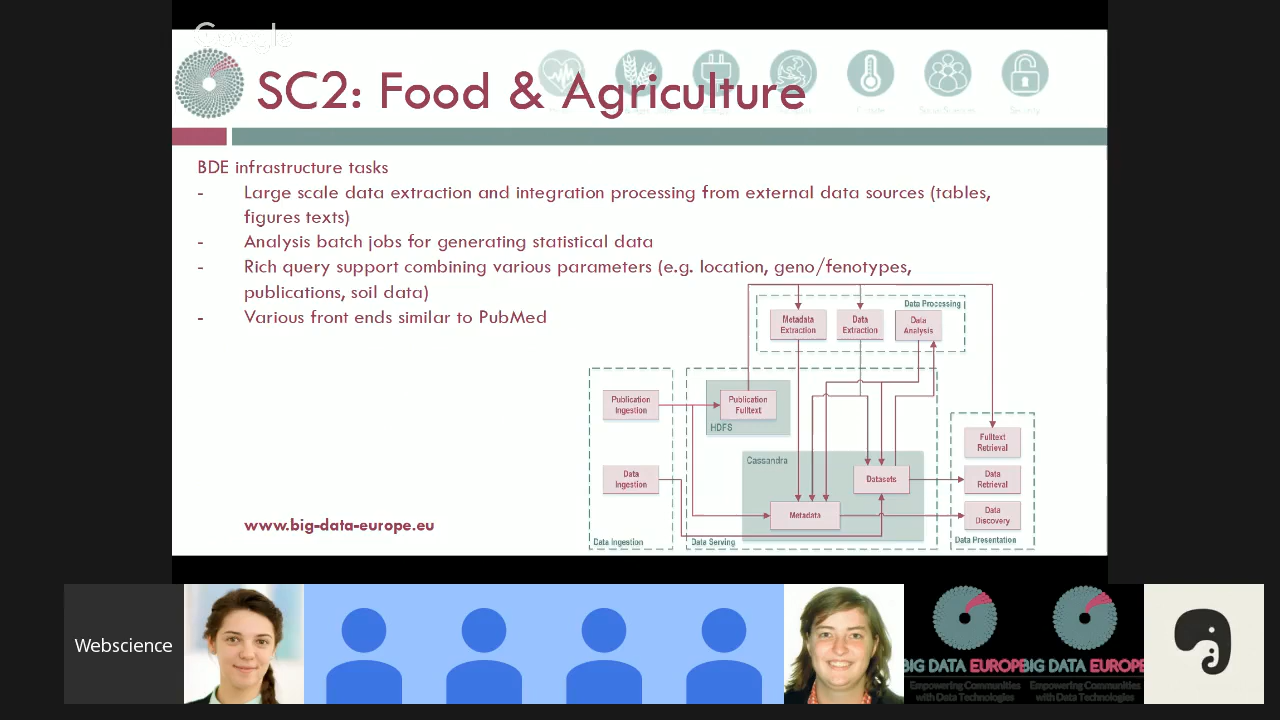 Google
SC2: Food & Agriculture
BDE infrastructure tasks
- Large scale data extraction and integration processing from external data sources (tables,
figures texts)
- Analysis batch jobs for generating statistical data
- Rich query support combining various parameters (e.g. location, geno/fenotypes,
publications, soil data)
- Various front ends similar to PubMed
www.big-data-europe.eu
Data Processing
Metadata
Extraction
Data
Extraction
Data
Analysis
Publication
Ingestion
Publication
Fulltext
HDFS
Fulltext
Retrieval
Cassandra
Data
Ingestion
Datasets
Data
Retrieval
Metadata
Data
Discovery
Data Ingestion
Data Serving
Data Presentation
Webscience
BIG DATA EUROPE
Empowering Communities
with Data Technologies
BIG DATA EUROPE
Empowering Communities
with Data Technologies